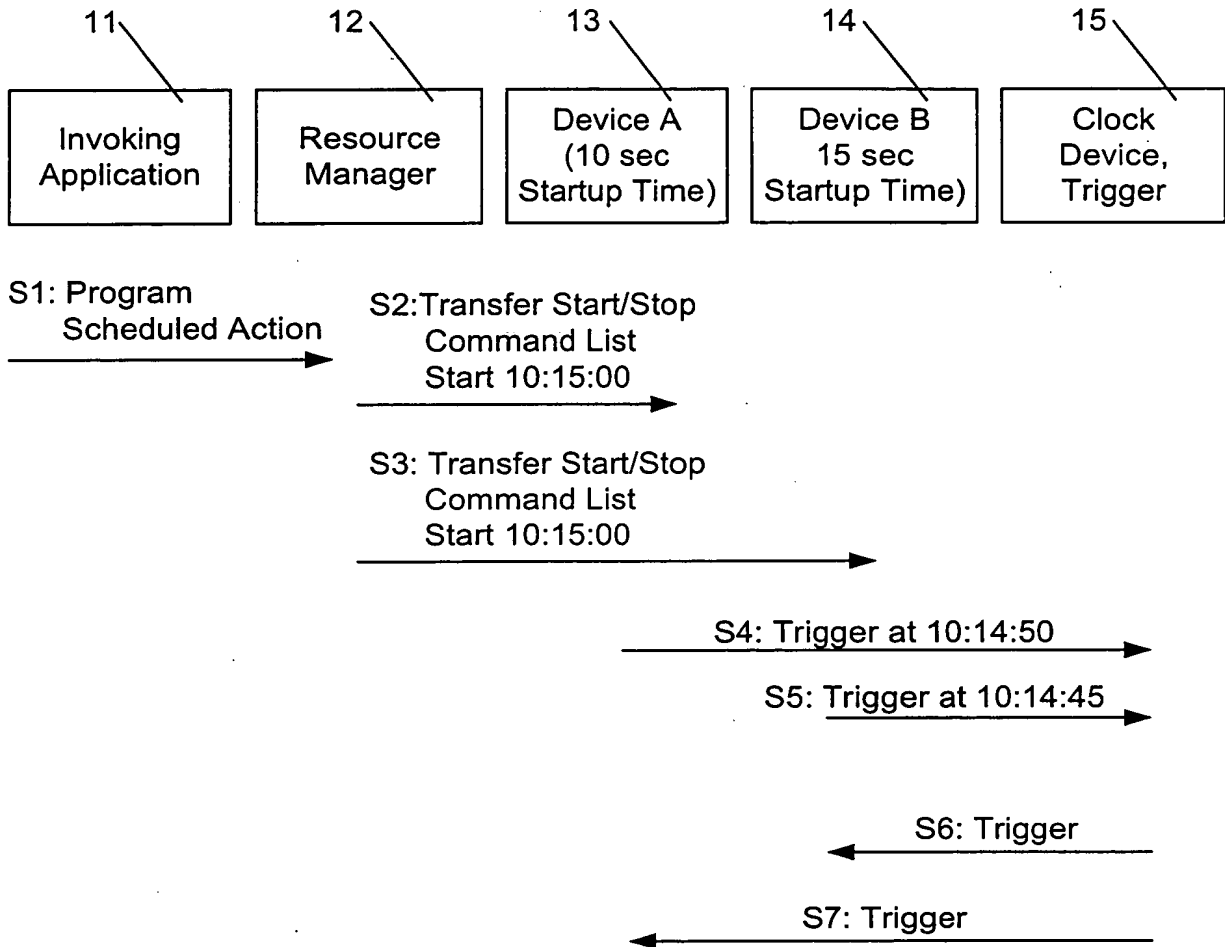 11
12
13
14
15
Invoking
Application
Resource
Manager
Device A
(10 sec
Startup Time)
Device B
15 sec
Startup Time)
Clock
Device,
Trigger
S1: Program
Scheduled Action
S2:Transfer Start/Stop
Command List
Start 10:15:00
S3: Transfer Start/Stop
Command List
Start 10:15:00
S4: Trigger at 10:14:50
S5: Trigger at 10:14:45
S6: Trigger
S7: Trigger